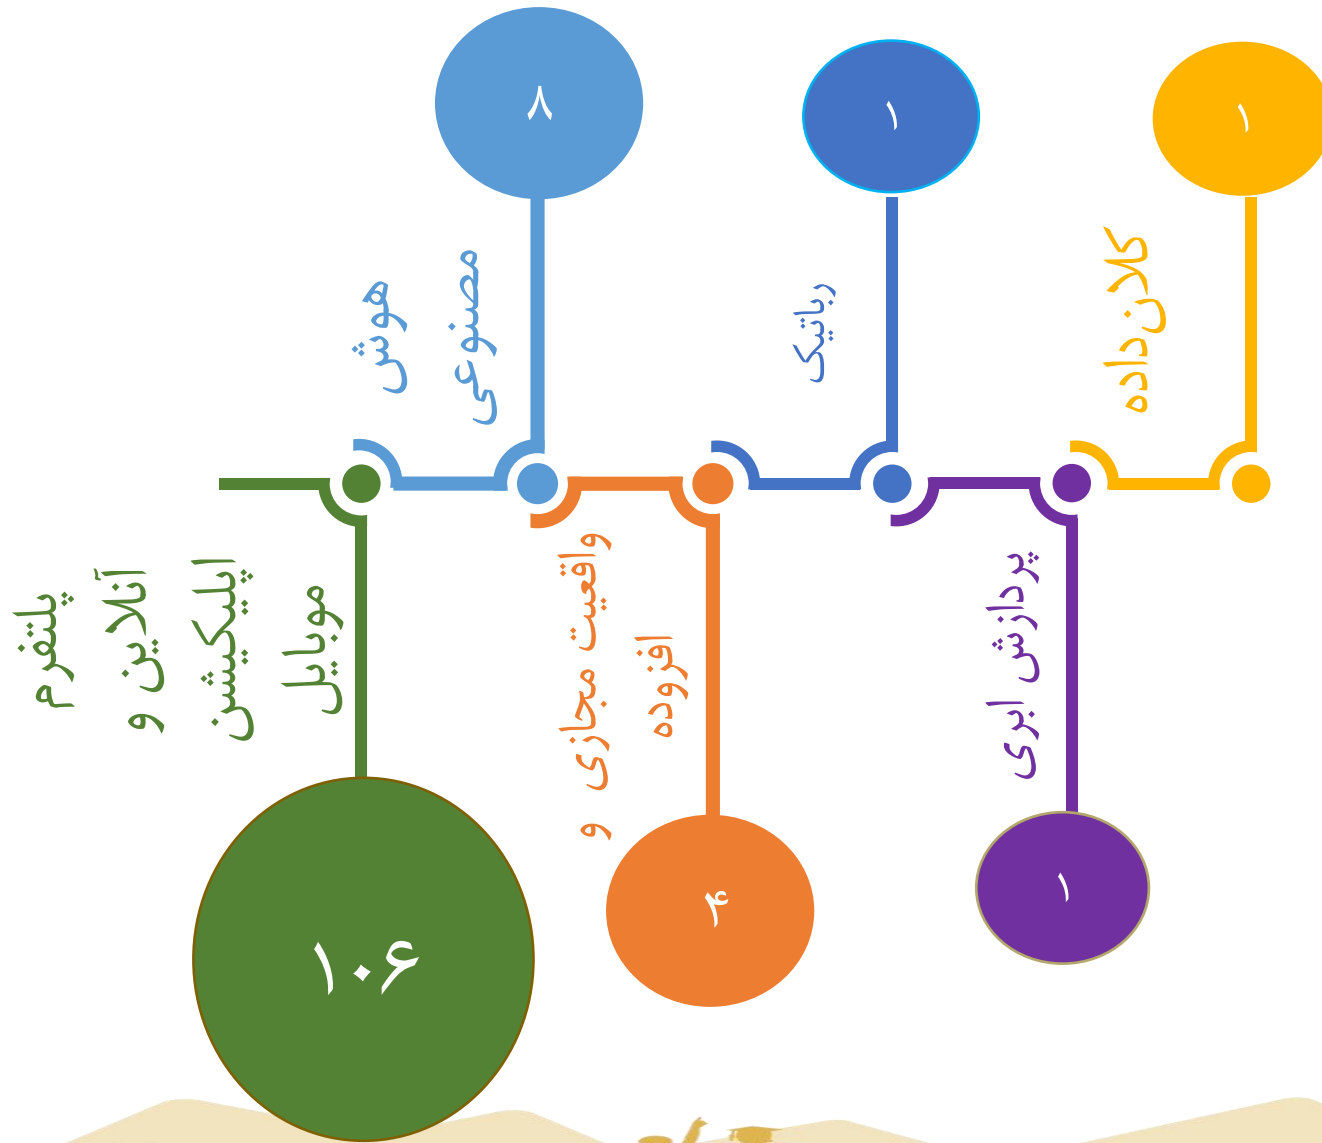 ۸
۱
۱
هوش
مصنوعی
رباتیک
کلان‌داده
پلتفرم
آنلاین و
اپلیکیشن
موبایل
واقعیت مجازی و
افزوده
پردازش ابری
۱۰۶
۴
۱